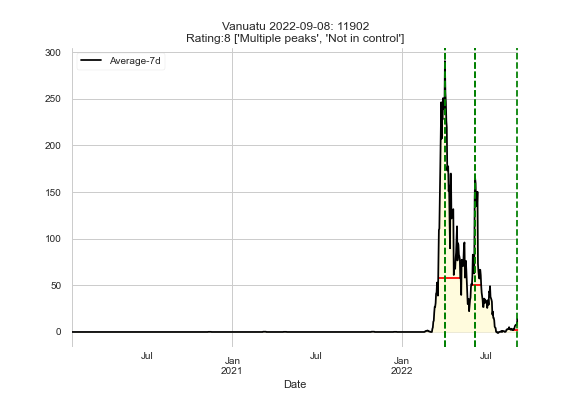 Vanuatu 2022-09-08: 11902
Rating:8 ['Multiple peaks', 'Not in control']
300
Average-7d
250
200
150
100
50
0
Jul
Jan
2021
Jul
Jan
2022
Jul
Date